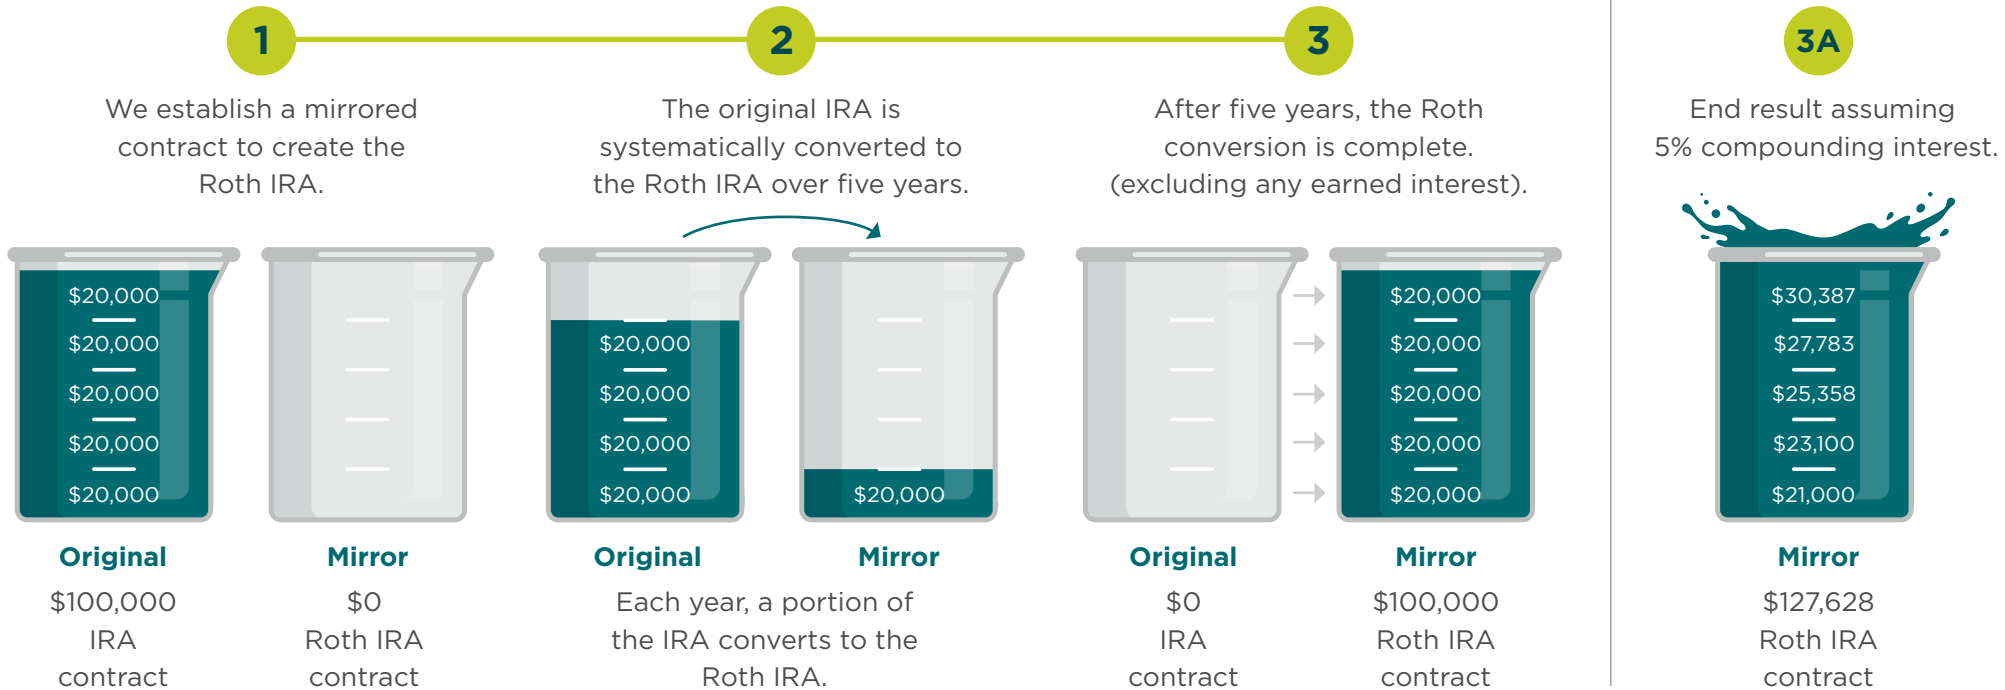 1
We establish a mirrored
contract to create the
Roth IRA.
$20,000
$20,000
$20,000
$20,000
$20,000
Original
$100,000
IRA
contract
Mirror
$0
Roth IRA
contract
2
The original IRA is
systematically converted to
the Roth IRA over five years.
$20,000
$20,000
$20,000
$20,000
Original
$20,000
Mirror
Each year, a portion of
the IRA converts to the
Roth IRA.
3
After five years, the Roth
conversion is complete.
(excluding any earned interest).
Original
$0
IRA
contract
$20,000
$20,000
$20,000
$20,000
$20,000
Mirror
$100,000
Roth IRA
contract
3A
End result assuming
5% compounding interest.
$30,387
$27,783
$25,358
$23,100
$21,000
Mirror
$127,628
Roth IRA
contract